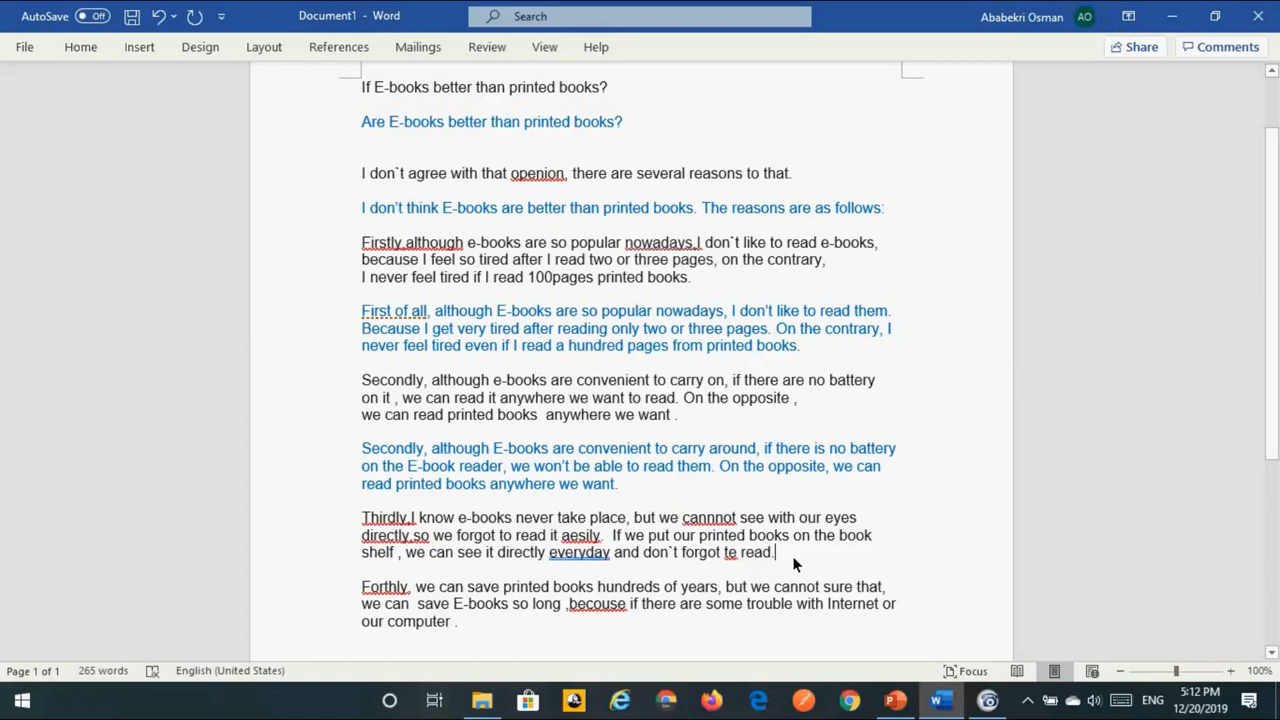 AutoSave Off Document1 - Word Search Ababekri Osman AO
File Home Insert Design Layout References Mailings Review View Help Share Comments
If E-books better than printed books?
Are E-books better than printed books?
I don`t agree with that openion, there are several reasons to that.
I don’t think E-books are better than printed books. The reasons are as follows:
Firstly,although e-books are so popular nowadays,I don`t like to read e-books,
because I feel so tired after I read two or three pages, on the contrary,
I never feel tired if I read 100pages printed books.
First of all, although E-books are so popular nowadays, I don’t like to read them.
Because I get very tired after reading only two or three pages. On the contrary, I
never feel tired even if I read a hundred pages from printed books.
Secondly, although e-books are convenient to carry on, if there are no battery
on it , we can read it anywhere we want to read. On the opposite ,
we can read printed books  anywhere we want .
Secondly, although E-books are convenient to carry around, if there is no battery
on the E-book reader, we won’t be able to read them. On the opposite, we can
read printed books anywhere we want.
Thirdly,I know e-books never take place, but we cannnot see with our eyes
directly,so we forgot to read it aesily.  If we put our printed books on the book
shelf , we can see it directly everyday and don`t forgot te read.
Forthly, we can save printed books hundreds of years, but we cannot sure that,
we can  save E-books so long ,becouse if there are some trouble with Internet or
our computer .
Page 1 of 1 265 words English (United States) Focus 100%
ENG 5:12 PM
12/20/2019